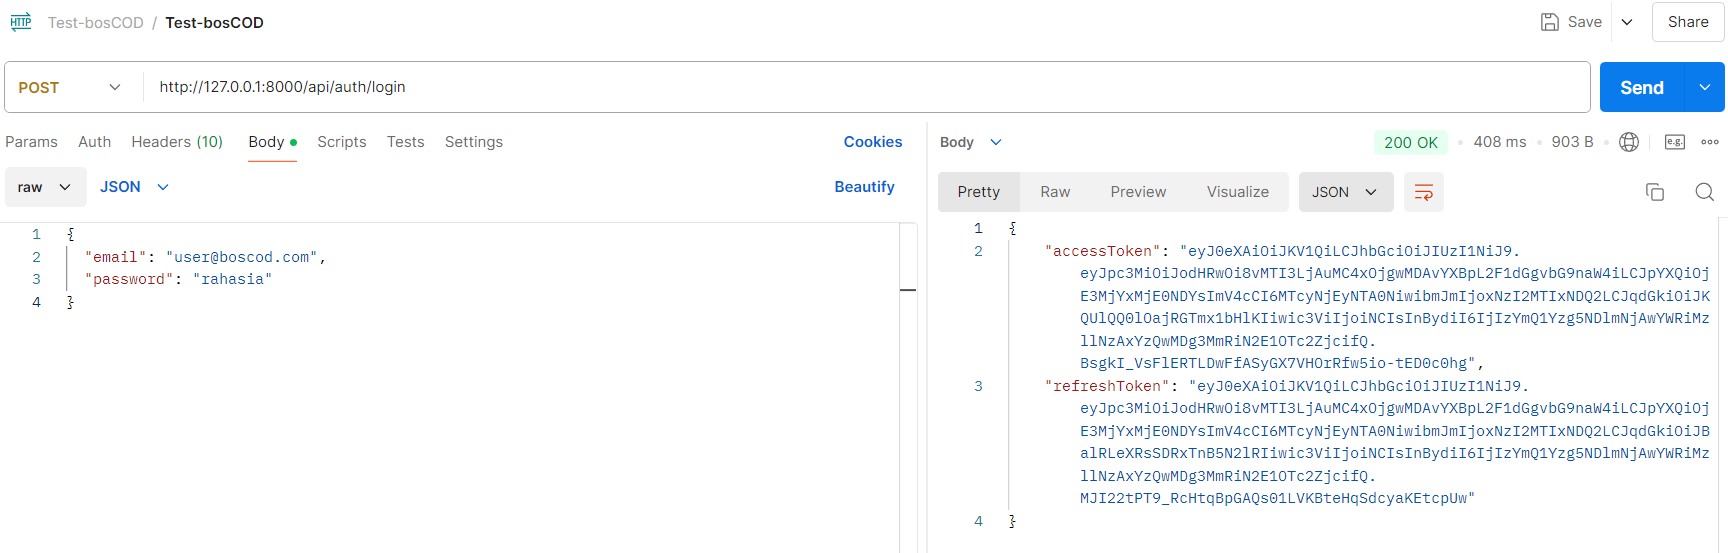 HTTP Test-bosCOD / Test-bosCOD Save Share
POST http://127.0.0.1:8000/api/auth/login Send
Params Auth Headers (10) Body Scripts Tests Settings Cookies
raw JSON Beautify
1 {
2 "email": "user@boscod.com",
3 "password": "rahasia"
4 }
Body 200 OK 408 ms 903 B e.g.
Pretty Raw Preview Visualize JSON
1 {
2 "accessToken": "eyJ0eXAiOiJKV1QiLCJhbGciOiJIUzI1NiJ9.
eyJpc3MiOiJodHRwOi8vMTI3LjAuMC4xOjgwMDAvYXBpL2F1dGgvbG9naW4iLCJpYXQiOj
E3MjYxMjE0NDYsImV4cCI6MTcyNjEyNTA0NiwibmJmIjoxNzI2MTIxNDQ2LCJqdGkiOiJK
QUlQQ0lOajRGTmx1bHlKIiwic3ViIjoiNCIsInBydiI6IjIzYmQ1Yzg5NDlmNjAwYWRiMz
llNzAxYzQwMDg3MmRiN2E1OTc2ZjcifQ.
BsgkI_VsFlERTLDwFfASyGX7VHOrRfw5io-tED0c0hg",
3 "refreshToken": "eyJ0eXAiOiJKV1QiLCJhbGciOiJIUzI1NiJ9.
eyJpc3MiOiJodHRwOi8vMTI3LjAuMC4xOjgwMDAvYXBpL2F1dGgvbG9naW4iLCJpYXQiOj
E3MjYxMjE0NDYsImV4cCI6MTcyNjEyNTA0NiwibmJmIjoxNzI2MTIxNDQ2LCJqdGkiOiJB
alRLeXRsSDRxTnB5N2lRIiwic3ViIjoiNCIsInBydiI6IjIzYmQ1Yzg5NDlmNjAwYWRiMz
llNzAxYzQwMDg3MmRiN2E1OTc2ZjcifQ.
MJI22tPT9_RcHtqBpGAQs01LVKBteHqSdcyaKEtcpUw"
4 }